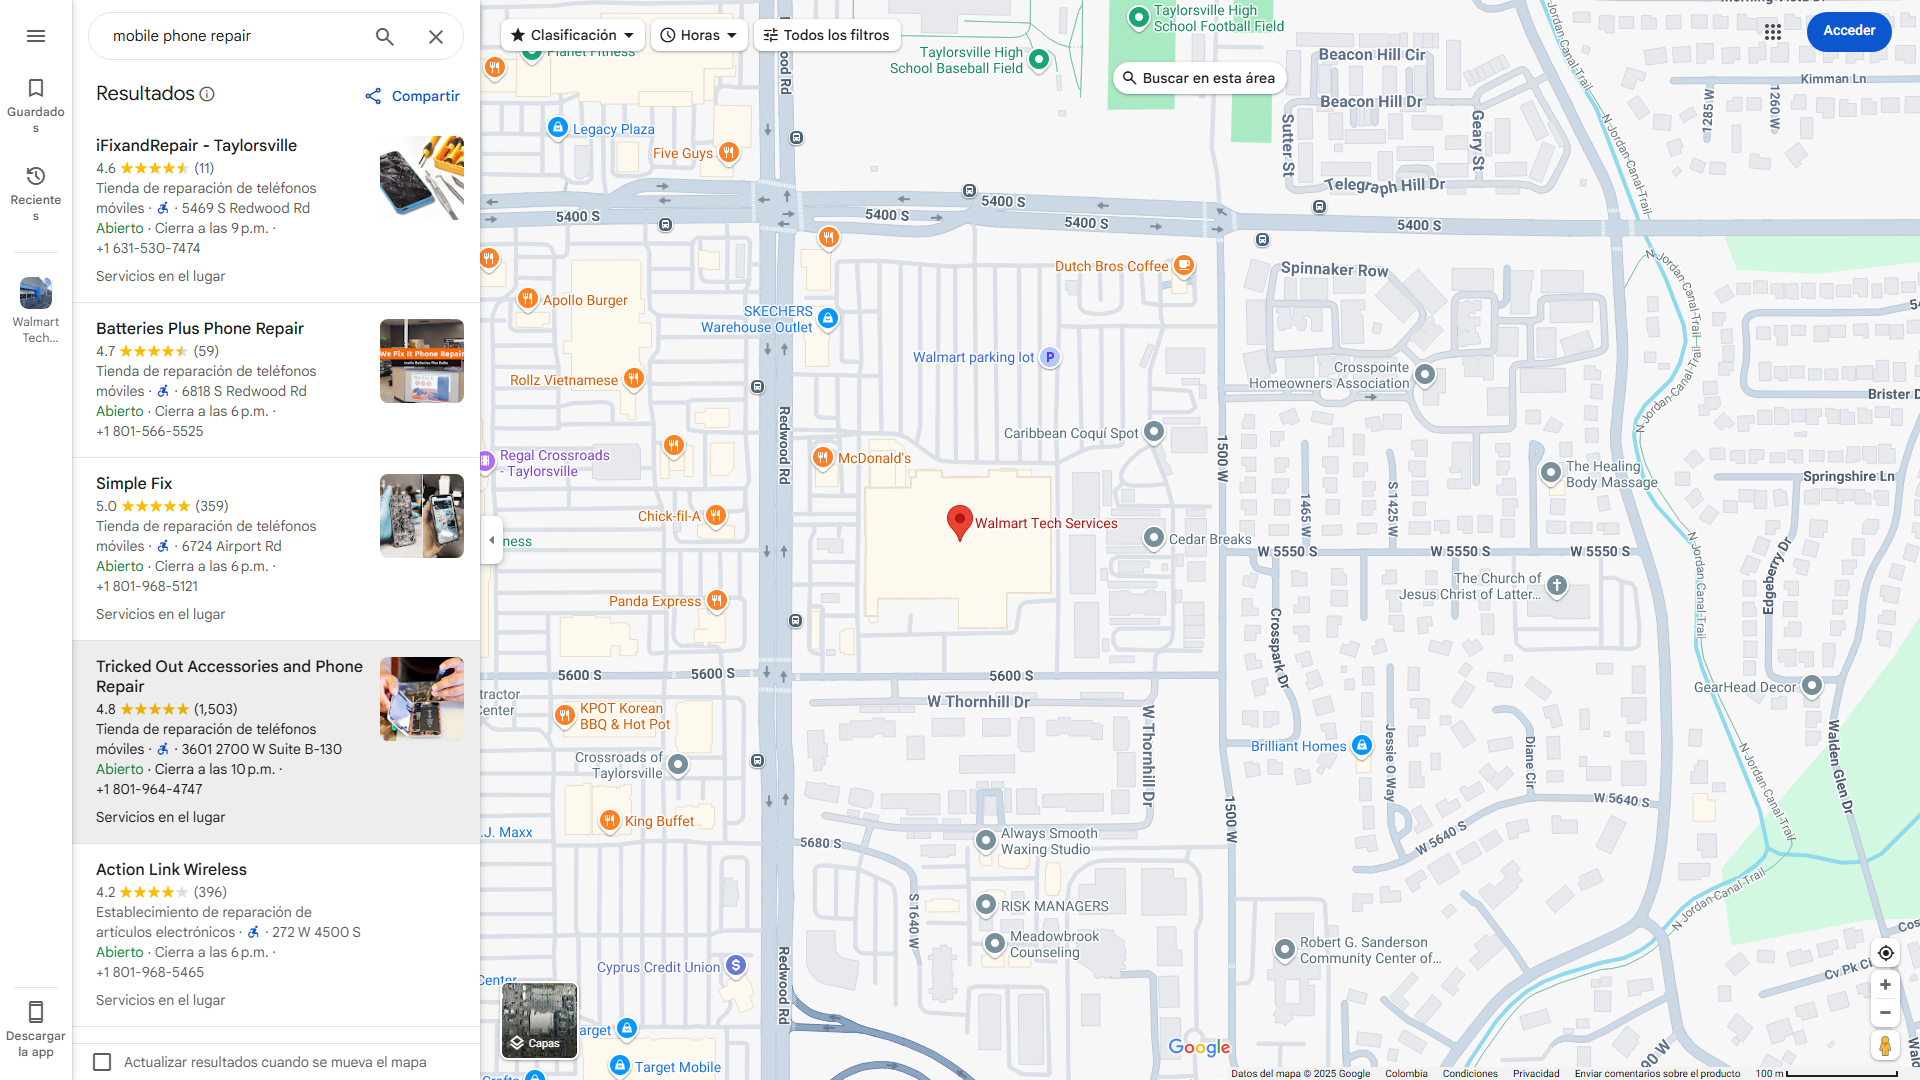 mobile phone repair
Guardados
Recientes
Walmart Tech...
Descargar la app
Resultados
Compartir
iFixandRepair - Taylorsville
4.6 (11)
Tienda de reparación de teléfonos
móviles · · 5469 S Redwood Rd
Abierto · Cierra a las 9 p.m. ·
+1 631-530-7474
Servicios en el lugar
Batteries Plus Phone Repair
4.7 (59)
Tienda de reparación de teléfonos
móviles · · 6818 S Redwood Rd
Abierto · Cierra a las 6 p.m. ·
+1 801-566-5525
We Fix It Phone Repair
Simple Fix
5.0 (359)
Tienda de reparación de teléfonos
móviles · · 6724 Airport Rd
Abierto · Cierra a las 6 p.m. ·
+1 801-968-5121
Servicios en el lugar
Tricked Out Accessories and Phone
Repair
4.8 (1,503)
Tienda de reparación de teléfonos
móviles · · 3601 2700 W Suite B-130
Abierto · Cierra a las 10 p.m. ·
+1 801-964-4747
Servicios en el lugar
Action Link Wireless
4.2 (396)
Establecimiento de reparación de
artículos electrónicos · · 272 W 4500 S
Abierto · Cierra a las 6 p.m. ·
+1 801-968-5465
Servicios en el lugar
Actualizar resultados cuando se mueva el mapa
Clasificación
Horas
Todos los filtros
Buscar en esta área
Acceder
Planet Fitness
Taylorsville High
School Football Field
Taylorsville High
School Baseball Field
Legacy Plaza
Five Guys
Beacon Hill Cir
Beacon Hill Dr
Sutter St
Geary St
Telegraph Hill Dr
Kimman Ln
1285 W
1260 W
N Jordan Canal Trail
5400 S
5400 S
5400 S
5400 S
5400 S
Dutch Bros Coffee
Spinnaker Row
Apollo Burger
SKECHERS
Warehouse Outlet
Walmart parking lot
Rollz Vietnamese
Crosspointe
Homeowners Association
Brister D
Redwood Rd
Caribbean Coquí Spot
Regal Crossroads
- Taylorsville
McDonald's
1500 W
The Healing
Body Massage
Springshire Ln
1465 W
S 1425 W
Chick-fil-A
Walmart Tech Services
Cedar Breaks
ness
W 5550 S
W 5550 S
W 5550 S
The Church of
Jesus Christ of Latter...
Edgeberry Dr
Panda Express
Crosspark Dr
5600 S
5600 S
5600 S
W Thornhill Dr
W Thornhill Dr
GearHead Decor
tractor
Center
KPOT Korean
BBQ & Hot Pot
Crossroads of
Taylorsville
Brilliant Homes
Jessie O Way
Diane Cir
Walden Glen Dr
N Jordan Canal Trail
W 5640 S
W 5640 S
1500 W
King Buffet
.J. Maxx
Always Smooth
Waxing Studio
5680 S
S 1640 W
RISK MANAGERS
Meadowbrook
Counseling
Robert G. Sanderson
Community Center of...
N Jordan Canal Trail
Cv Pk Ci
Cyprus Credit Union
Redwood Rd
Center
arget
Target Mobile
Crafts
Capas
Google
Datos del mapa © 2025 Google
Colombia
Condiciones
Privacidad
Enviar comentarios sobre el producto
100 m